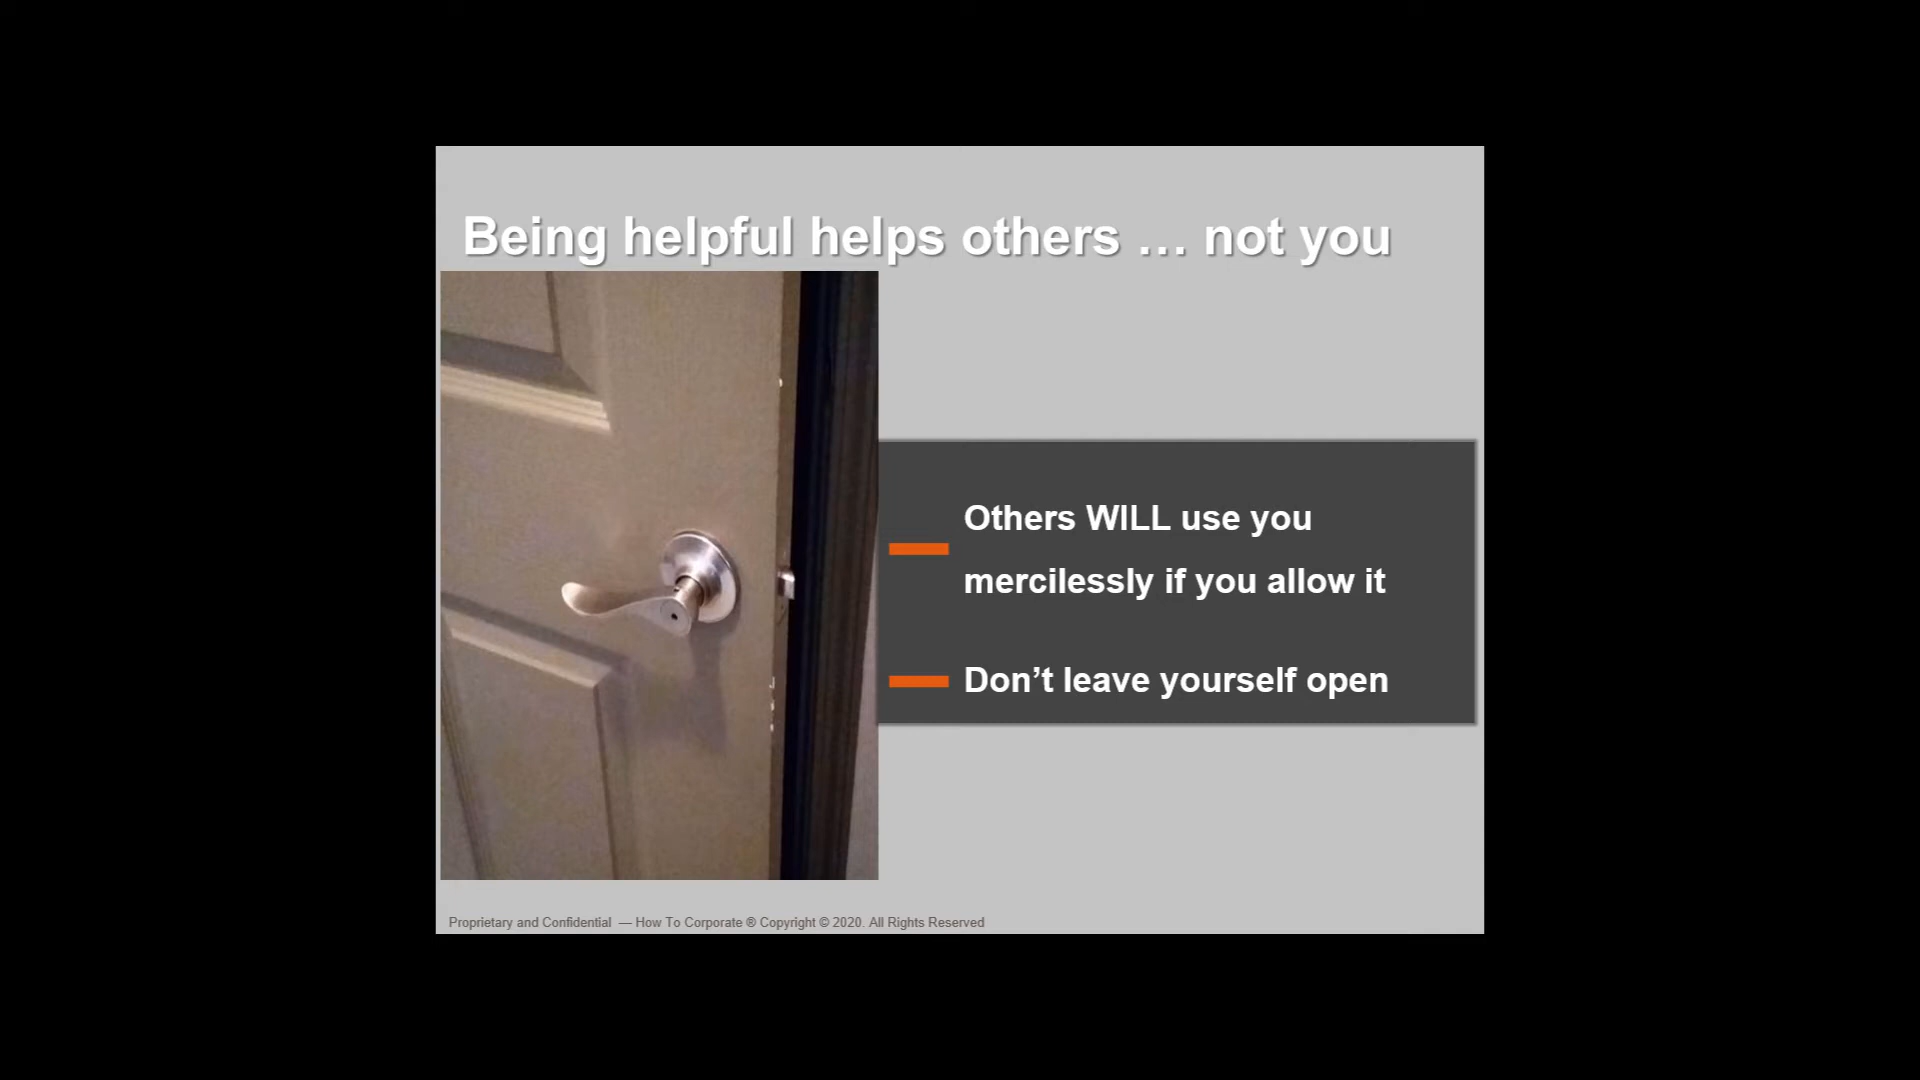 Being helpful helps others … not you
Others WILL use you
mercilessly if you allow it
Don’t leave yourself open
Proprietary and Confidential — How To Corporate ® Copyright © 2020. All Rights Reserved